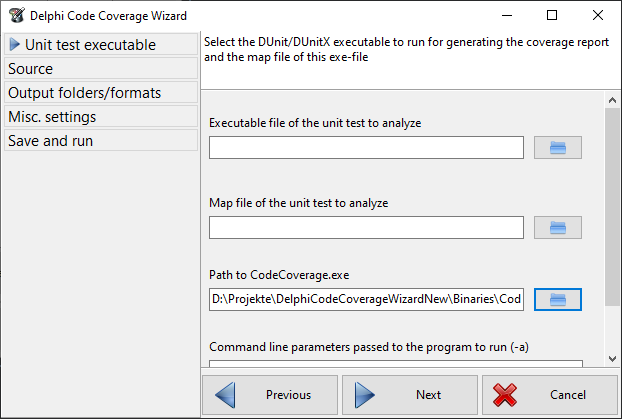 Delphi Code Coverage Wizard
Unit test executable
Source
Output folders/formats
Misc. settings
Save and run
Select the DUnit/DUnitX executable to run for generating the coverage report
and the map file of this exe-file
Executable file of the unit test to analyze
Map file of the unit test to analyze
Path to CodeCoverage.exe
D:\Projekte\DelphiCodeCoverageWizardNew\Binaries\Cod
Command line parameters passed to the program to run (-a)
Previous
Next
Cancel